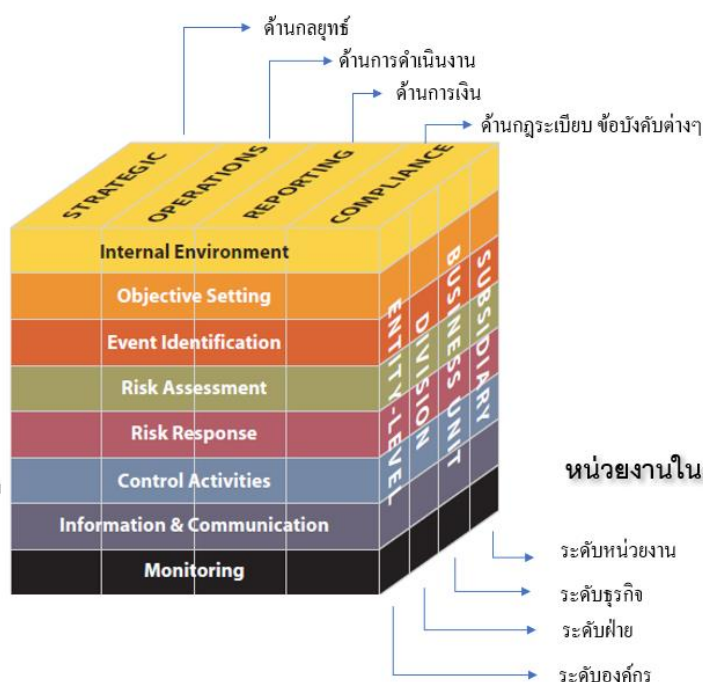 ด้านกลยุทธ์
ด้านการดำเนินงาน
ด้านการเงิน
ด้านกฎระเบียบ ข้อบังคับต่างๆ
STRATEGIC
OPERATIONS
REPORTING
COMPLIANCE
Internal Environment
Objective Setting
Event Identification
Risk Assessment
Risk Response
Control Activities
Information & Communication
Monitoring
ENTITY-LEVEL
DIVISION
BUSINESS UNIT
SUBSIDIARY
หน่วยงานใน
ระดับหน่วยงาน
ระดับธุรกิจ
ระดับฝ่าย
ระดับองค์กร